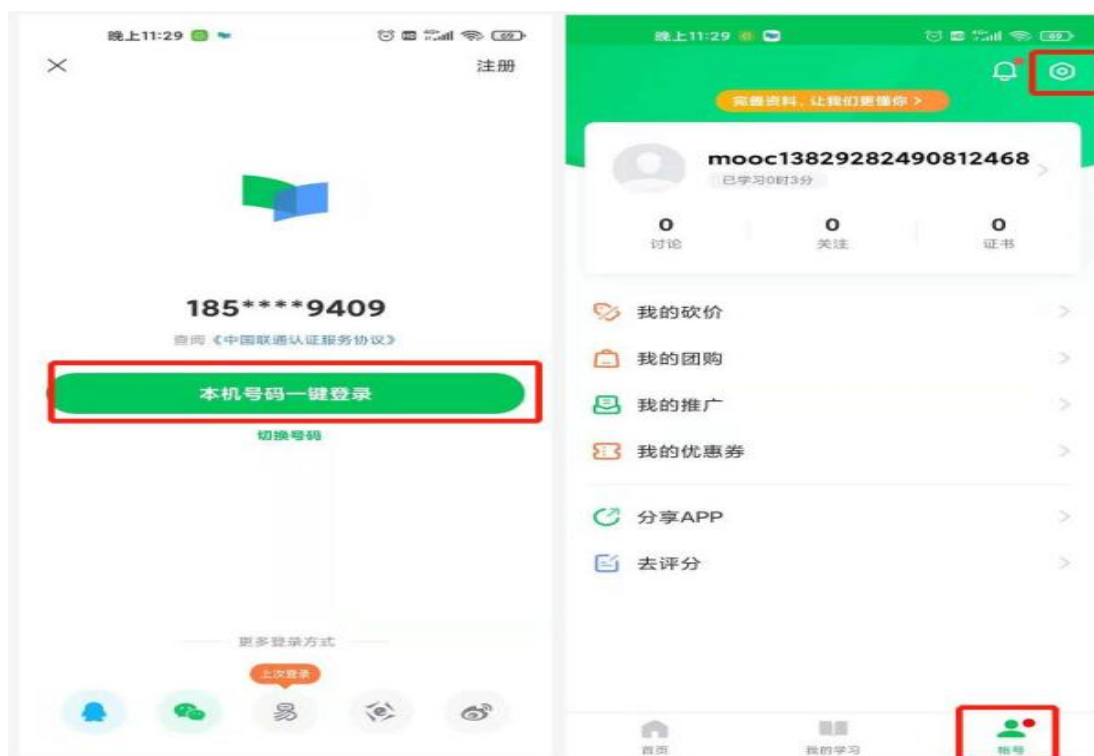 晚上11:29
注册
185****9409
查阅《中国联通认证服务协议》
本机号码一键登录
切换号码
更多登录方式
上次登录
易
晚上11:29
完善资料，让我们更懂你 >
mooc13829282490812468
已学习0时3分
0 0 0
讨论 关注 证书
我的砍价
我的团购
我的推广
我的优惠券
分享APP
去评分
首页 我的学习 帐号